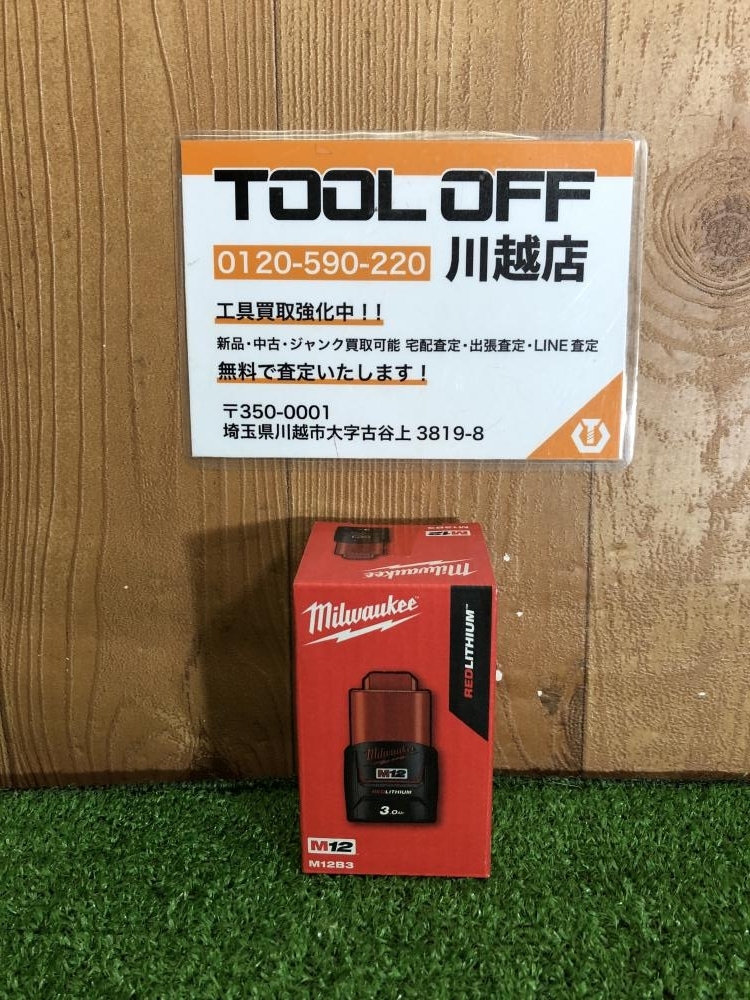 TOOL OFF
0120-590-220 川越店
工具買取強化中！！
新品・中古・ジャンク買取可能 宅配査定・出張査定・LINE査定
無料で査定いたします！
〒350-0001
埼玉県川越市大字古谷上 3819-8
M12B3
M12
Milwaukee
Milwaukee
REDLITHIUM™
Milwaukee
M12
REDLITHIUM
3.0Ah
M12
M12B3